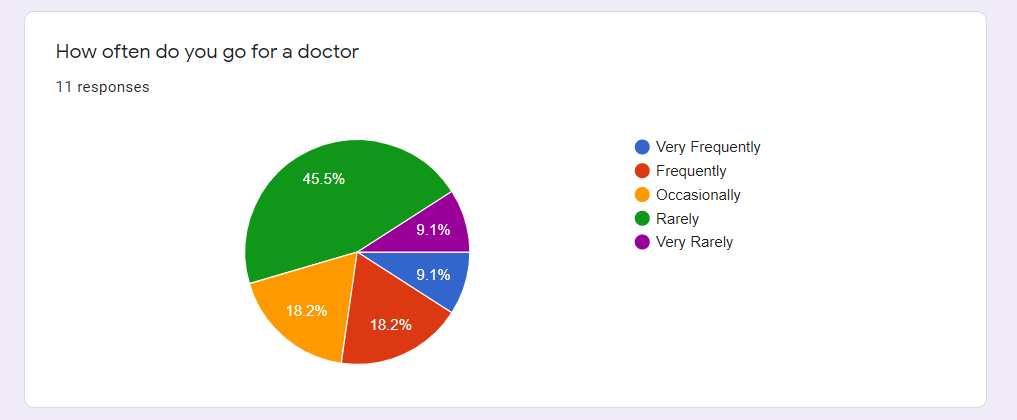 How often do you go for a doctor
11 responses
45.5%
9.1%
9.1%
18.2%
18.2%
Very Frequently
Frequently
Occasionally
Rarely
Very Rarely